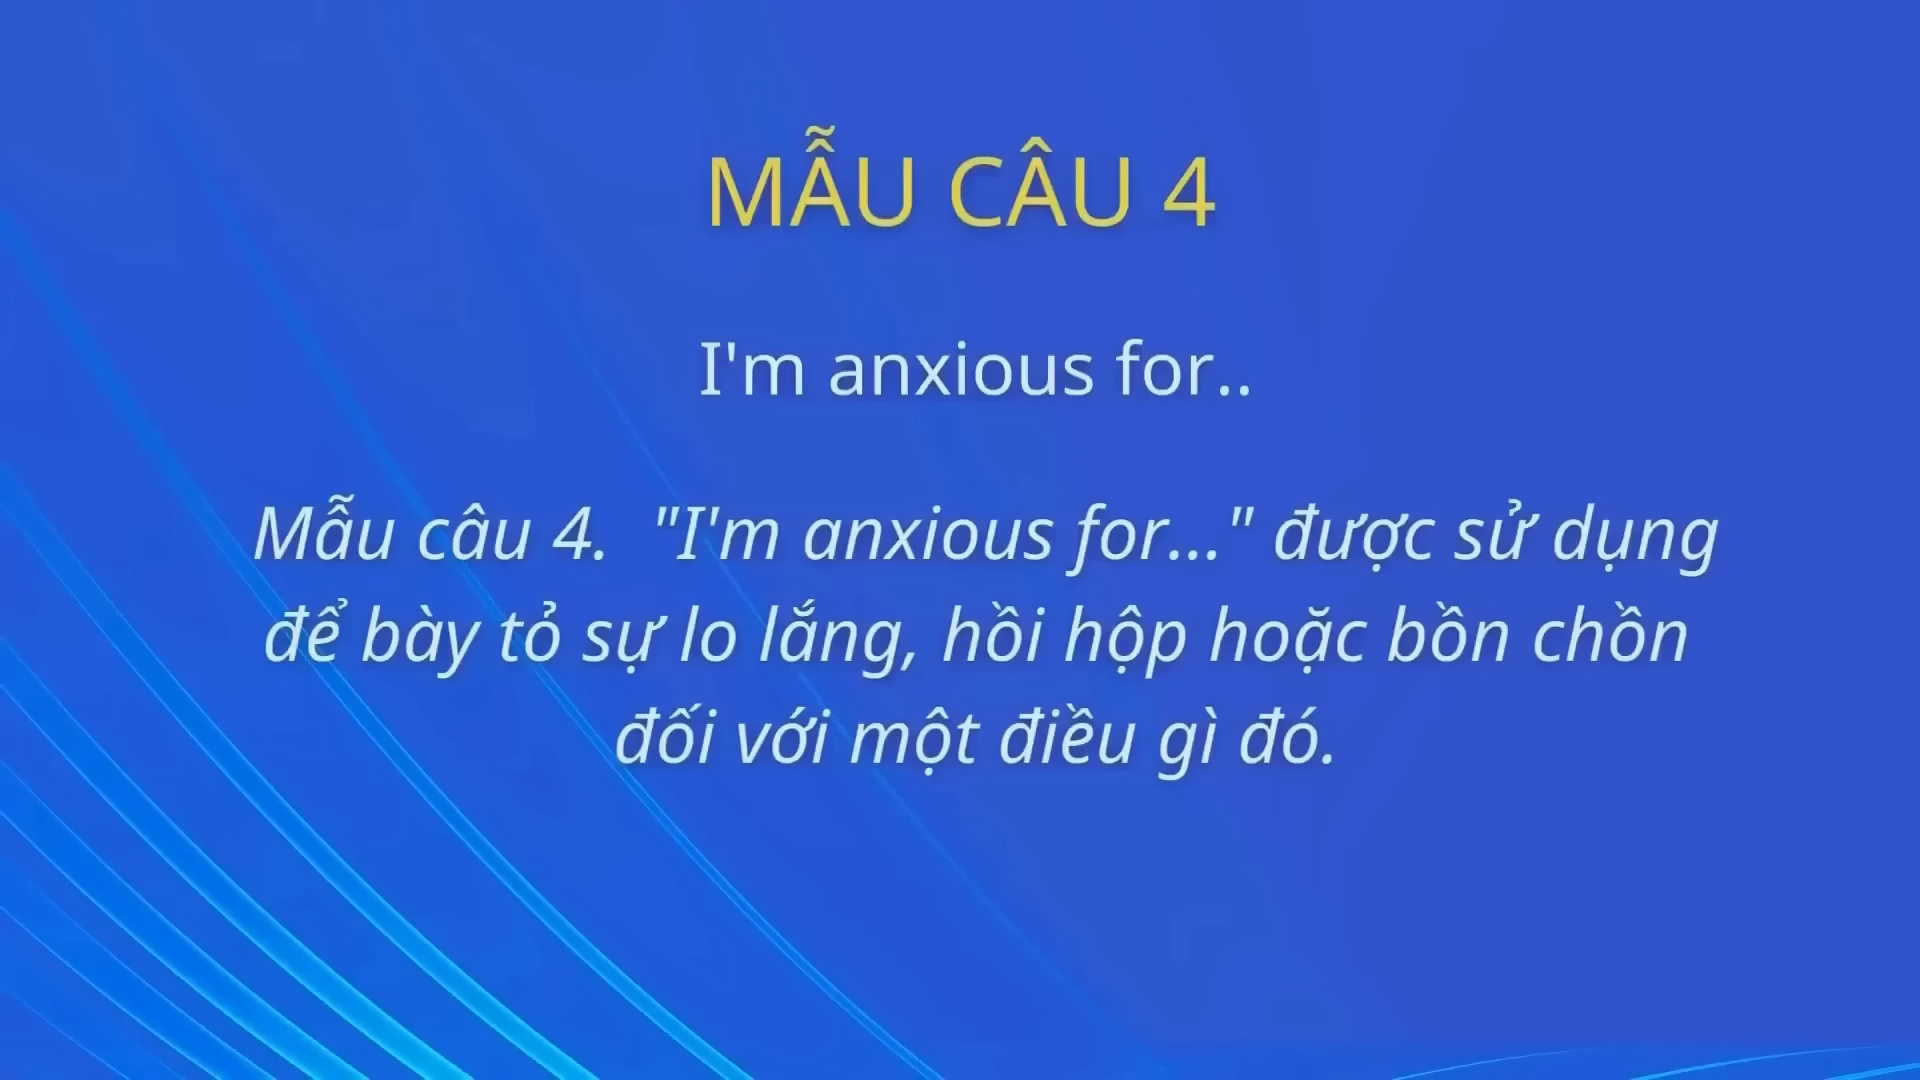 MẪU CÂU 4
I'm anxious for..
Mẫu câu 4.  "I'm anxious for..." được sử dụng
để bày tỏ sự lo lắng, hồi hộp hoặc bồn chồn
đối với một điều gì đó.